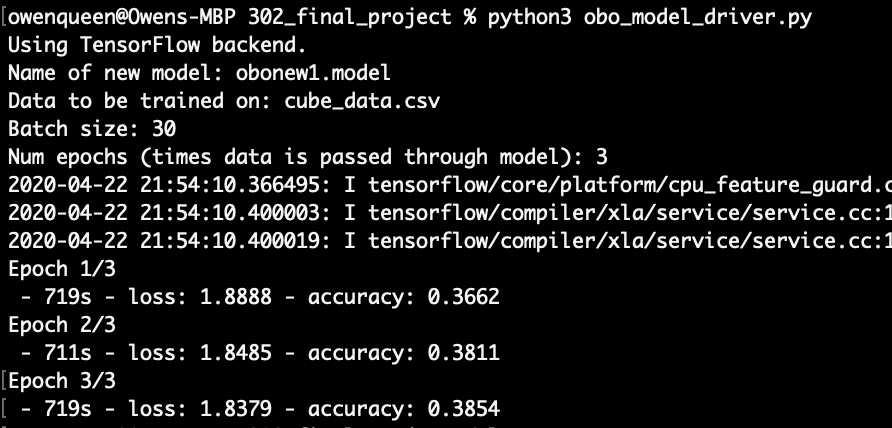 owenqueen@Owens-MBP 302_final_project % python3 obo_model_driver.py
Using TensorFlow backend.
Name of new model: obonew1.model
Data to be trained on: cube_data.csv
Batch size: 30
Num epochs (times data is passed through model): 3
2020-04-22 21:54:10.366495: I tensorflow/core/platform/cpu_feature_guard.c
2020-04-22 21:54:10.400003: I tensorflow/compiler/xla/service/service.cc:1
2020-04-22 21:54:10.400019: I tensorflow/compiler/xla/service/service.cc:1
Epoch 1/3
 - 719s - loss: 1.8888 - accuracy: 0.3662
Epoch 2/3
 - 711s - loss: 1.8485 - accuracy: 0.3811
Epoch 3/3
 - 719s - loss: 1.8379 - accuracy: 0.3854